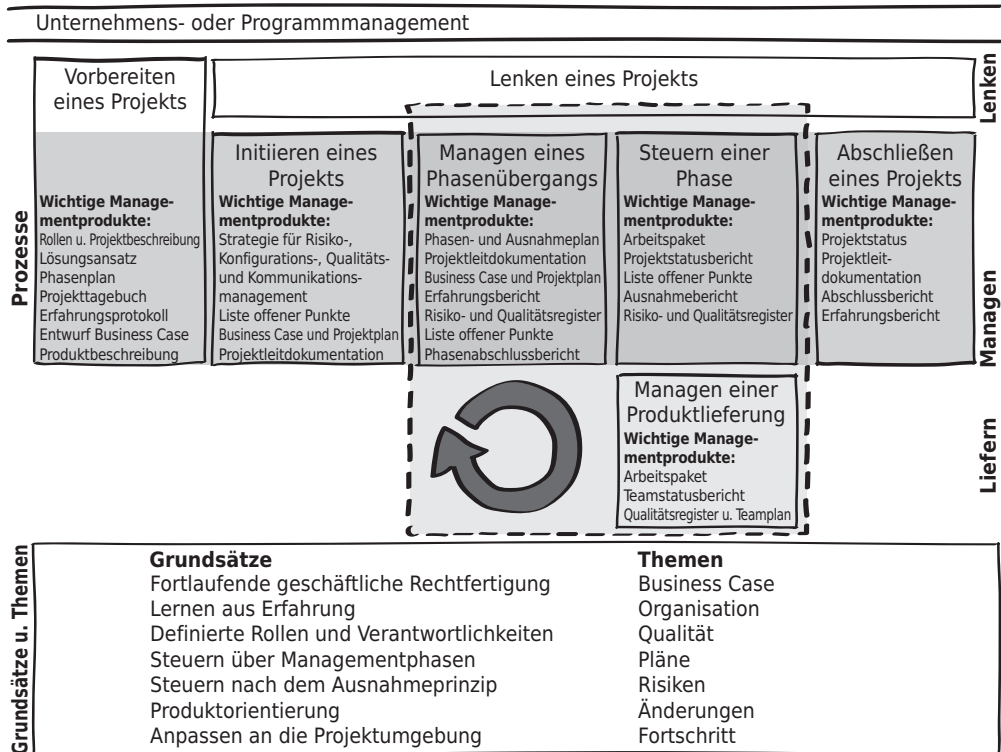 Unternehmens- oder Programmmanagement
Prozesse
Vorbereiten
eines Projekts
Wichtige Manage-
mentprodukte:
Rollen u. Projektbeschreibung
Lösungsansatz
Phasenplan
Projekttagebuch
Erfahrungsprotokoll
Entwurf Business Case
Produktbeschreibung
Lenken eines Projekts
Lenken
Initiieren eines
Projekts
Wichtige Manage-
mentprodukte:
Strategie für Risiko-,
Konfigurations-, Qualitäts-
und Kommunikations-
management
Liste offener Punkte
Business Case und Projektplan
Projektleitdokumentation
Managen eines
Phasenübergangs
Wichtige Manage-
mentprodukte:
Phasen- und Ausnahmeplan
Projektleitdokumentation
Business Case und Projektplan
Erfahrungsbericht
Risiko- und Qualitätsregister
Liste offener Punkte
Phasenabschlussbericht
Steuern einer
Phase
Wichtige Manage-
mentprodukte:
Arbeitspaket
Projektstatusbericht
Liste offener Punkte
Ausnahmebericht
Risiko- und Qualitätsregister
Abschließen
eines Projekts
Wichtige Manage-
mentprodukte:
Projektstatus
Projektleit-
dokumentation
Abschlussbericht
Erfahrungsbericht
Managen
Managen einer
Produktlieferung
Wichtige Manage-
mentprodukte:
Arbeitspaket
Teamstatusbericht
Qualitätsregister u. Teamplan
Liefern
Grundsätze u. Themen
Grundsätze
Fortlaufende geschäftliche Rechtfertigung
Lernen aus Erfahrung
Definierte Rollen und Verantwortlichkeiten
Steuern über Managementphasen
Steuern nach dem Ausnahmeprinzip
Produktorientierung
Anpassen an die Projektumgebung
Themen
Business Case
Organisation
Qualität
Pläne
Risiken
Änderungen
Fortschritt